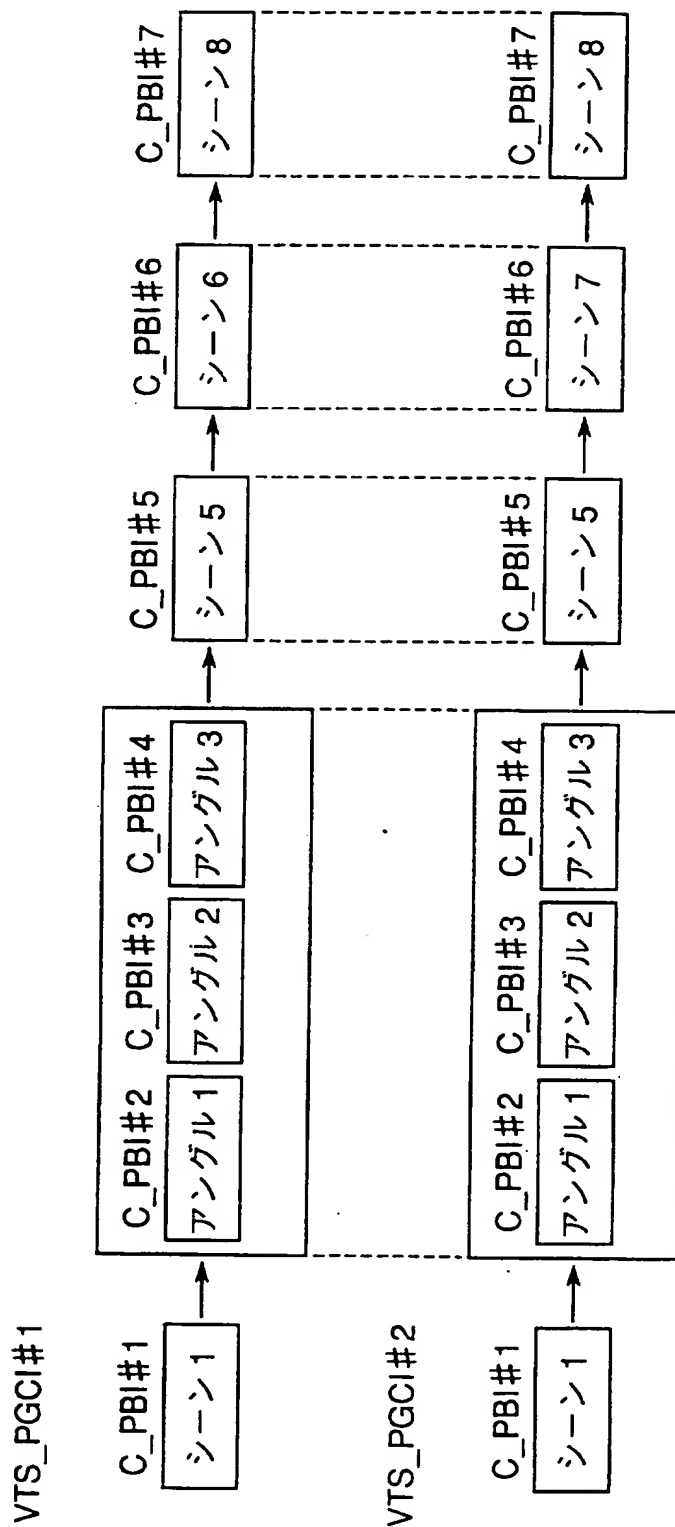 VTS_PGCI#1
C_PBI#1
シーン1
C_PBI#2
アングル1
C_PBI#3
アングル2
C_PBI#4
アングル3
C_PBI#5
シーン5
C_PBI#6
シーン6
C_PBI#7
シーン8
VTS_PGCI#2
C_PBI#1
シーン1
C_PBI#2
アングル1
C_PBI#3
アングル2
C_PBI#4
アングル3
C_PBI#5
シーン5
C_PBI#6
シーン7
C_PBI#7
シーン8